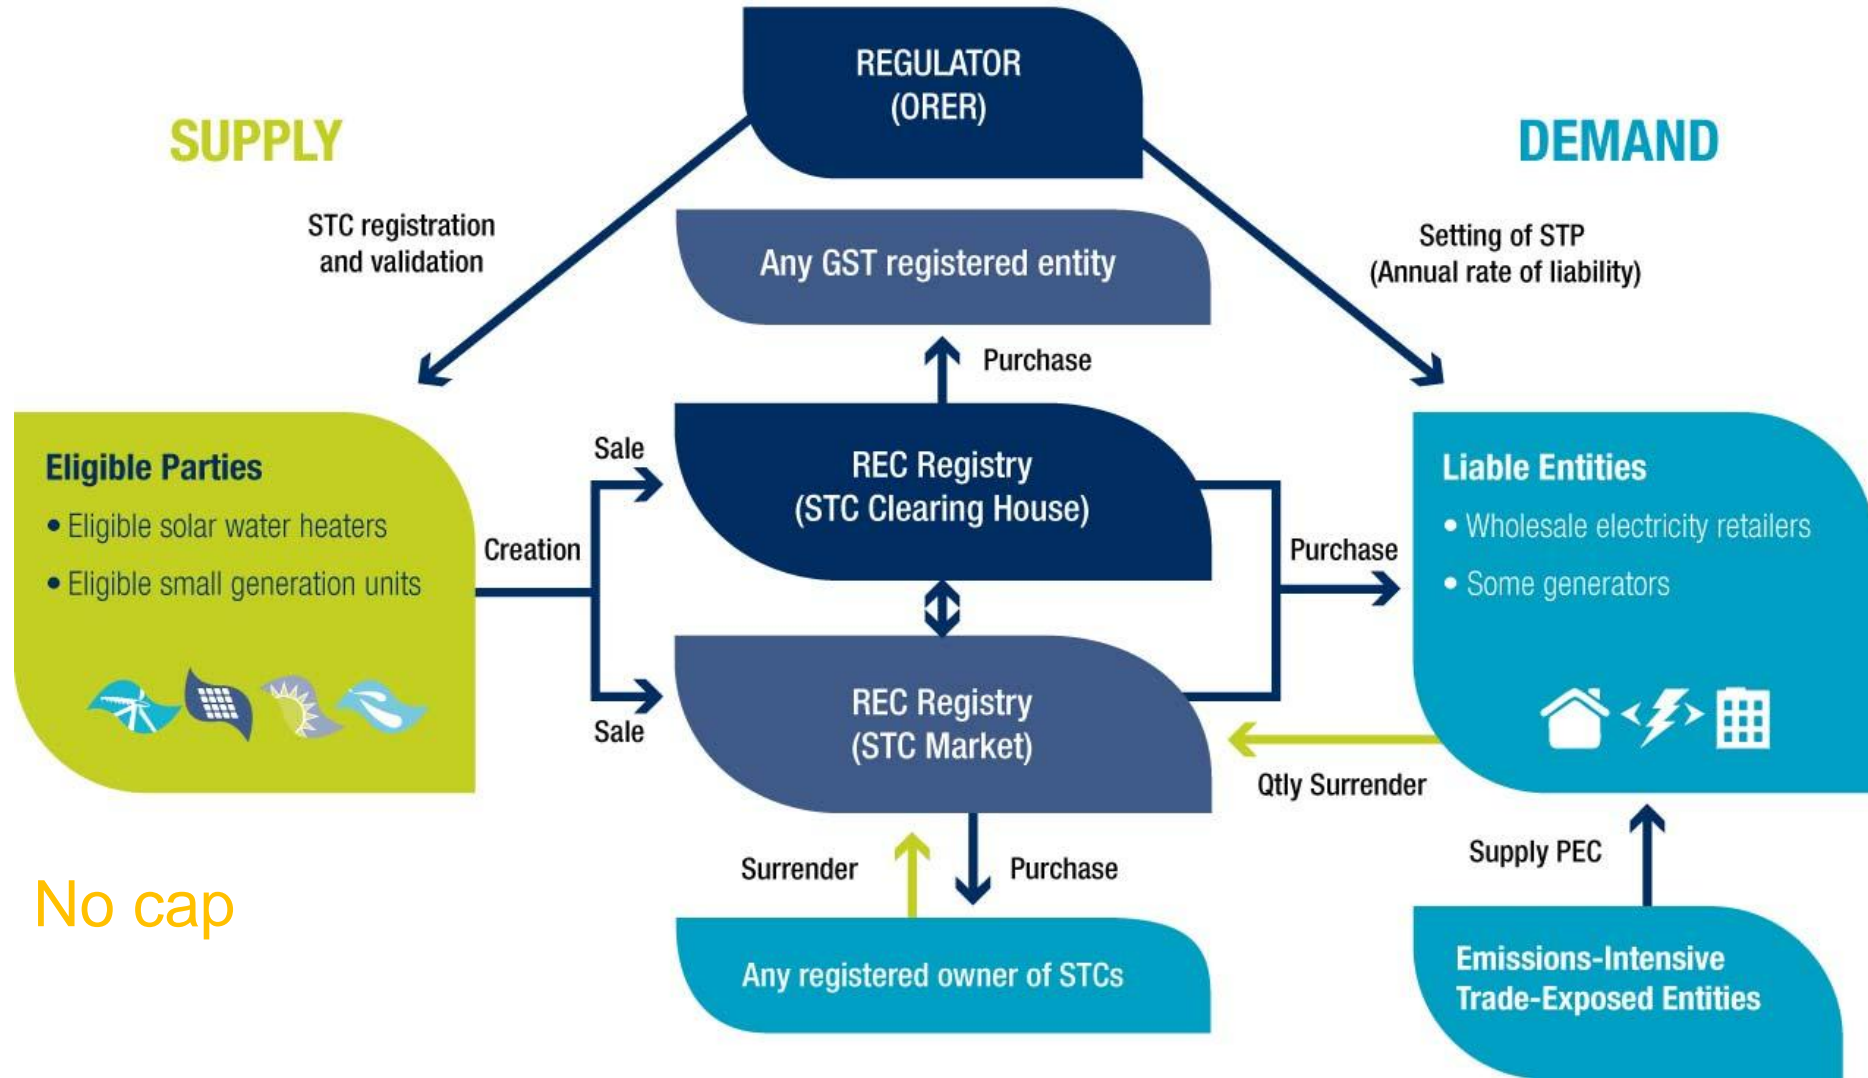 REGULATOR
(ORER)
SUPPLY
DEMAND
STC registration
and validation
Setting of STP
(Annual rate of liability)
Any GST registered entity
Purchase
Eligible Parties
• Eligible solar water heaters
• Eligible small generation units
Creation
Sale
Sale
REC Registry
(STC Clearing House)
REC Registry
(STC Market)
Purchase
Liable Entities
• Wholesale electricity retailers
• Some generators
Qtly Surrender
Surrender
Purchase
Supply PEC
No cap
Any registered owner of STCs
Emissions-Intensive
Trade-Exposed Entities